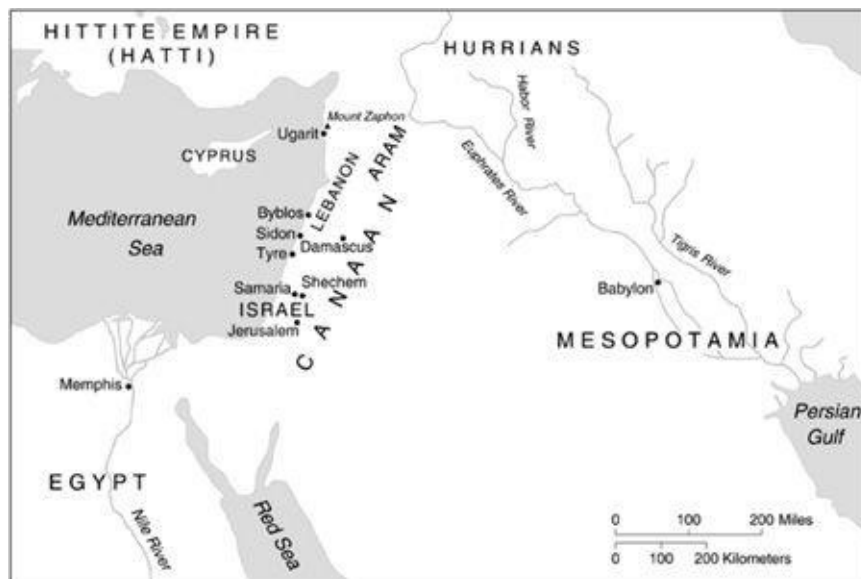 HITTITE EMPIRE
(HATTI)
HURRIANS
Habor River
Mount Zaphon
Ugarit
CYPRUS
ARAM
Euphrates River
LEBANON
Byblos
Mediterranean
Sea
Sidon
Damascus
Tyre
CANAAN
Tigris River
Samaria
Shechem
Babylon
ISRAEL
Jerusalem
MESOPOTAMIA
Memphis
Persian
Gulf
EGYPT
Nile River
Red Sea
0 100 200 Miles
0 100 200 Kilometers